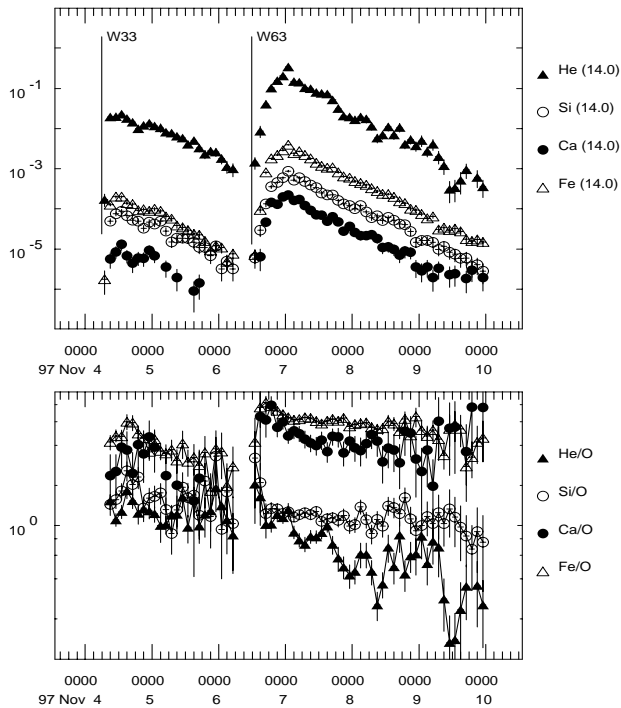 W33 W63
10^-1
10^-3
10^-5
He (14.0)
Si (14.0)
Ca (14.0)
Fe (14.0)
0000 0000 0000 0000 0000 0000 0000
97 Nov 4 5 6 7 8 9 10
10^0
He/O
Si/O
Ca/O
Fe/O
0000 0000 0000 0000 0000 0000 0000
97 Nov 4 5 6 7 8 9 10